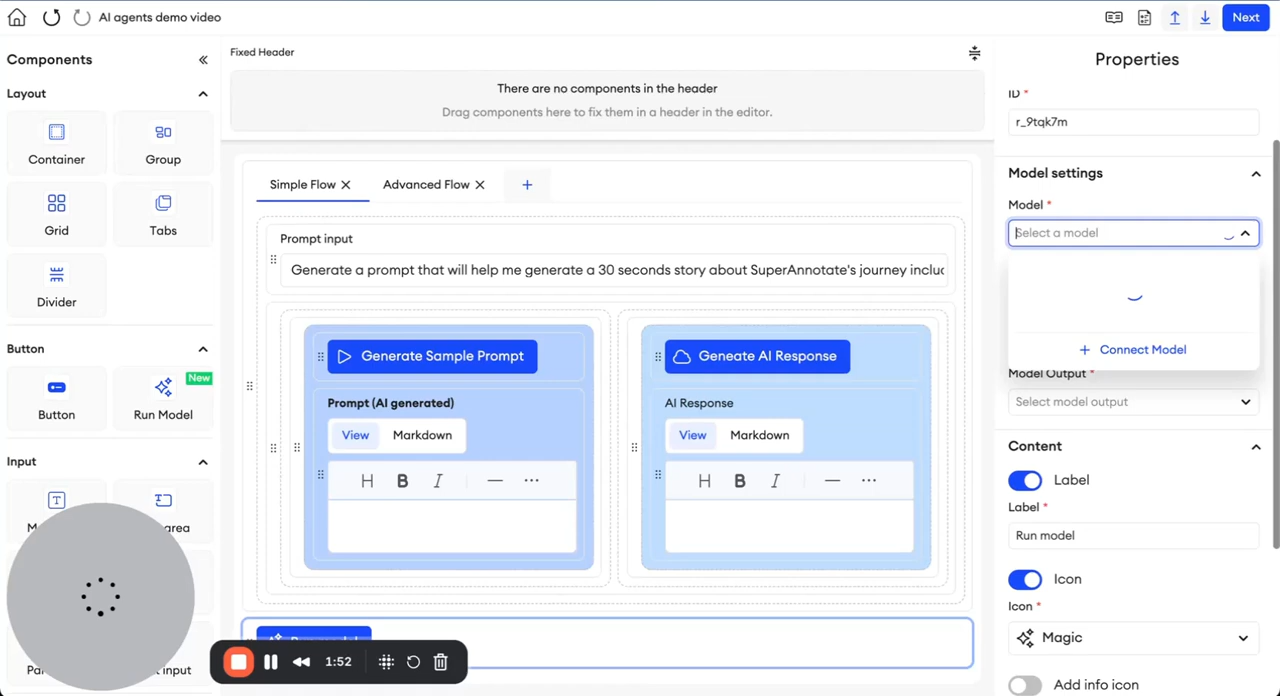 AI agents demo video
Next
Components
Layout
Container
Group
Grid
Tabs
Divider
Button
New
Button
Run Model
Input
area
input
Fixed Header
There are no components in the header
Drag components here to fix them in a header in the editor.
Simple Flow
Advanced Flow
Prompt input
Generate a prompt that will help me generate a 30 seconds story about SuperAnnotate's journey inclu
Generate Sample Prompt
Prompt (AI generated)
View Markdown
H B I
Geneate AI Response
AI Response
View Markdown
H B I
1:52
Properties
ID *
r_9tqk7m
Model settings
Model *
Select a model
Connect Model
Model Output *
Select model output
Content
Label
Label *
Run model
Icon
Icon *
Magic
Add info icon